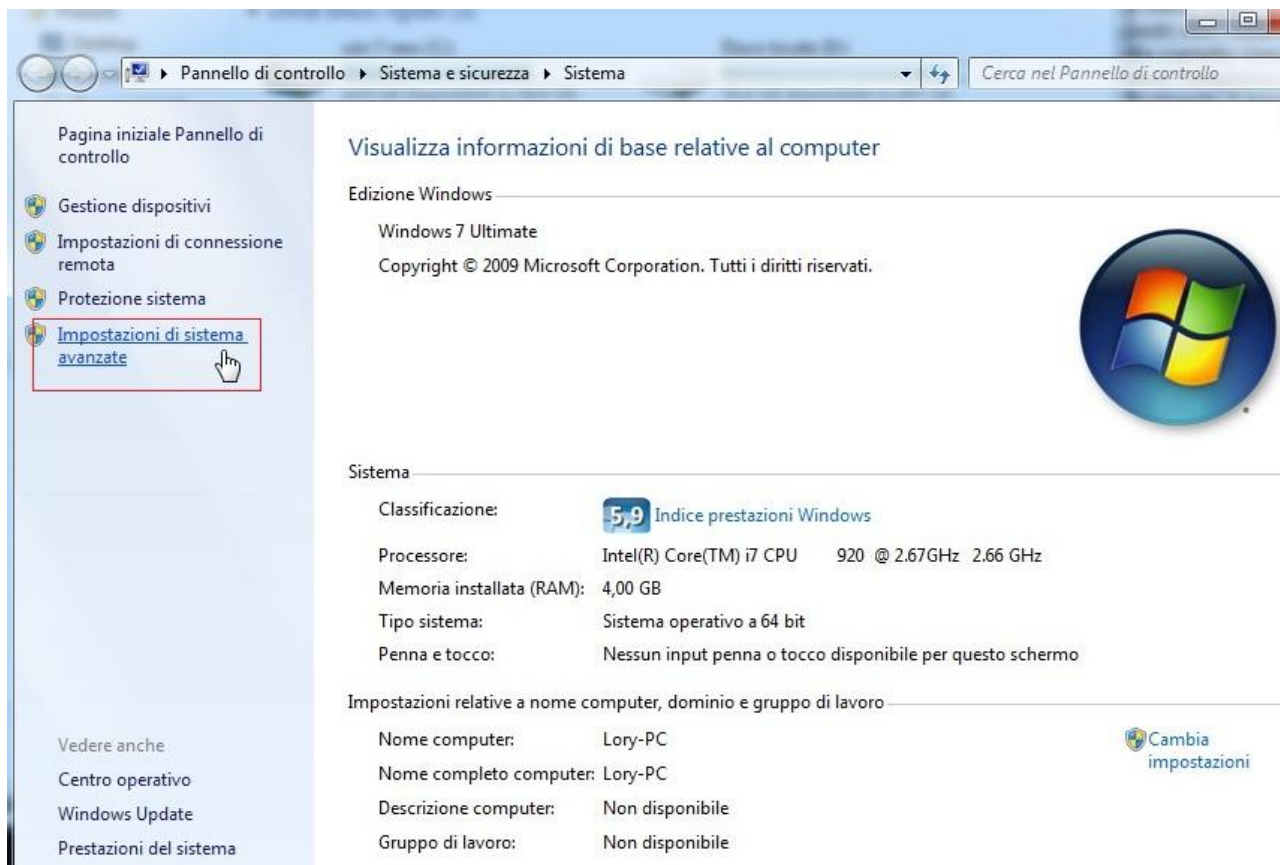 Pannello di controllo ▸ Sistema e sicurezza ▸ Sistema
Cerca nel Pannello di controllo
Pagina iniziale Pannello di
controllo
Gestione dispositivi
Impostazioni di connessione
remota
Protezione sistema
Impostazioni di sistema
avanzate
Vedere anche
Centro operativo
Windows Update
Prestazioni del sistema
Visualizza informazioni di base relative al computer
Edizione Windows
Windows 7 Ultimate
Copyright © 2009 Microsoft Corporation. Tutti i diritti riservati.
Sistema
Classificazione: 5,9 Indice prestazioni Windows
Processore: Intel(R) Core(TM) i7 CPU 920 @ 2.67GHz 2.66 GHz
Memoria installata (RAM): 4,00 GB
Tipo sistema: Sistema operativo a 64 bit
Penna e tocco: Nessun input penna o tocco disponibile per questo schermo
Impostazioni relative a nome computer, dominio e gruppo di lavoro
Nome computer: Lory-PC
Cambia
impostazioni
Nome completo computer: Lory-PC
Descrizione computer: Non disponibile
Gruppo di lavoro: Non disponibile